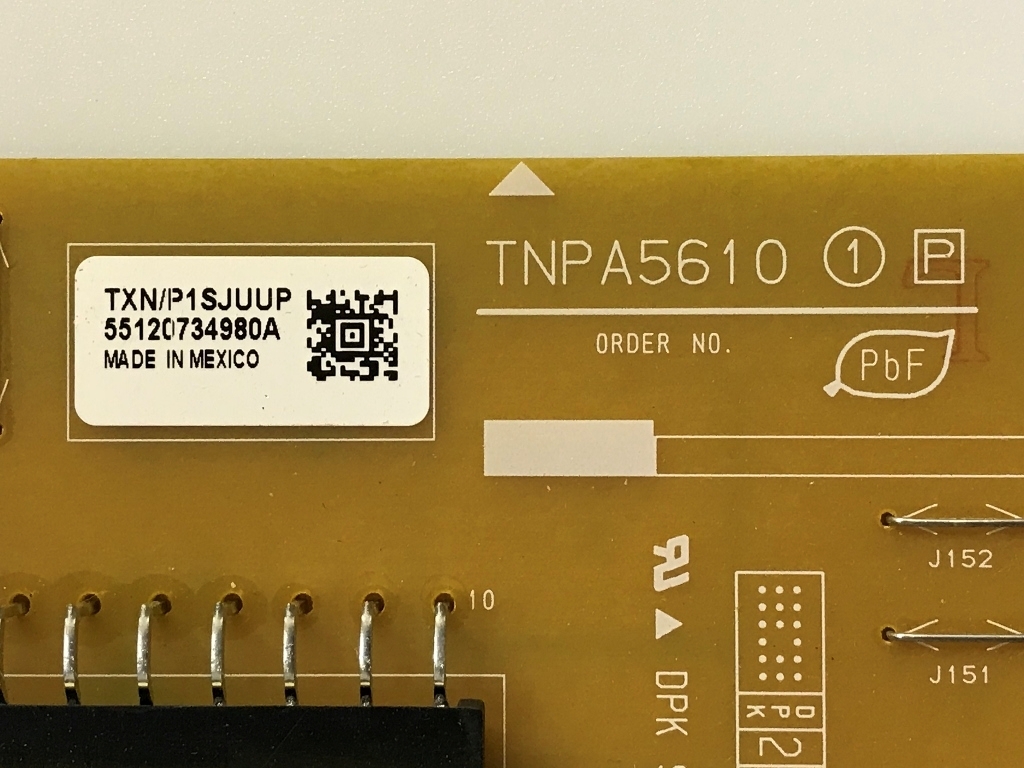 TXN/P1SJUUP
55120734980A
MADE IN MEXICO
TNPA5610 1 P
ORDER NO.
PbF
J152
10
J151
DPK
DPK
2